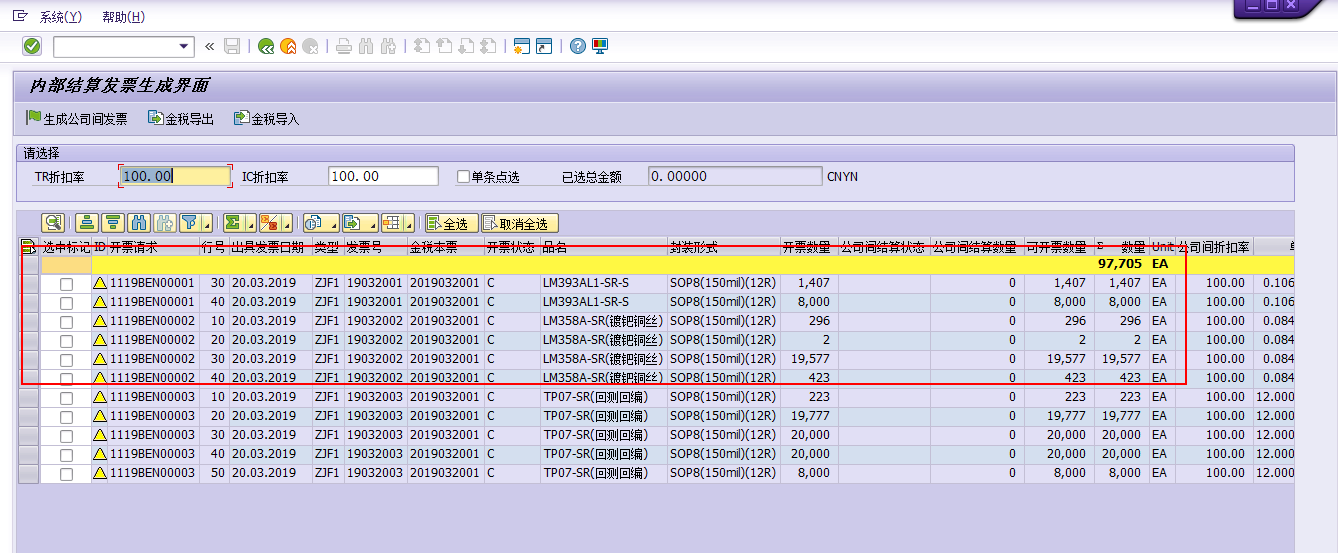 系统(Y) 帮助(H)
内部结算发票生成界面
生成公司间发票 金税导出 金税导入
请选择
TR折扣率 100.00 IC折扣率 100.00 单条点选 已选总金额 0.00000 CNYN
全选 取消全选
选中标记 ID 开票请求 行号 出具发票日期 类型 发票号 金税本票 开票状态 品名 封装形式 开票数量 公司间结算状态 公司间结算数量 可开票数量 Σ 数量 Unit 公司间折扣率
97,705 EA
1119BEN00001 30 20.03.2019 ZJF1 19032001 2019032001 C LM393AL1-SR-S SOP8(150mil)(12R) 1,407 0 1,407 1,407 EA 100.00 0.106
1119BEN00001 40 20.03.2019 ZJF1 19032001 2019032001 C LM393AL1-SR-S SOP8(150mil)(12R) 8,000 0 8,000 8,000 EA 100.00 0.106
1119BEN00002 10 20.03.2019 ZJF1 19032002 2019032001 C LM358A-SR(镀钯铜丝) SOP8(150mil)(12R) 296 0 296 296 EA 100.00 0.084
1119BEN00002 20 20.03.2019 ZJF1 19032002 2019032001 C LM358A-SR(镀钯铜丝) SOP8(150mil)(12R) 2 0 2 2 EA 100.00 0.084
1119BEN00002 30 20.03.2019 ZJF1 19032002 2019032001 C LM358A-SR(镀钯铜丝) SOP8(150mil)(12R) 19,577 0 19,577 19,577 EA 100.00 0.084
1119BEN00002 40 20.03.2019 ZJF1 19032002 2019032001 C LM358A-SR(镀钯铜丝) SOP8(150mil)(12R) 423 0 423 423 EA 100.00 0.084
1119BEN00003 10 20.03.2019 ZJF1 19032003 2019032001 C TP07-SR(回测回编) SOP8(150mil)(12R) 223 0 223 223 EA 100.00 12.000
1119BEN00003 20 20.03.2019 ZJF1 19032003 2019032001 C TP07-SR(回测回编) SOP8(150mil)(12R) 19,777 0 19,777 19,777 EA 100.00 12.000
1119BEN00003 30 20.03.2019 ZJF1 19032003 2019032001 C TP07-SR(回测回编) SOP8(150mil)(12R) 20,000 0 20,000 20,000 EA 100.00 12.000
1119BEN00003 40 20.03.2019 ZJF1 19032003 2019032001 C TP07-SR(回测回编) SOP8(150mil)(12R) 20,000 0 20,000 20,000 EA 100.00 12.000
1119BEN00003 50 20.03.2019 ZJF1 19032003 2019032001 C TP07-SR(回测回编) SOP8(150mil)(12R) 8,000 0 8,000 8,000 EA 100.00 12.000